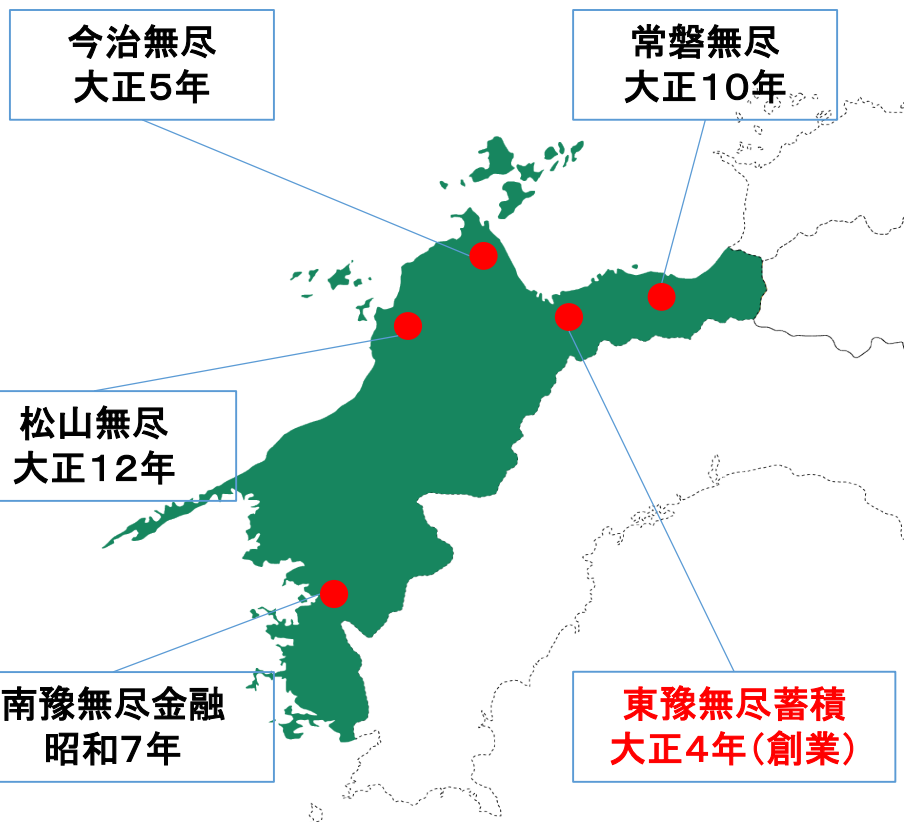 今治無尽
大正5年
常磐無尽
大正10年
松山無尽
大正12年
南豫無尽金融
昭和7年
東豫無尽蓄積
大正4年（創業）